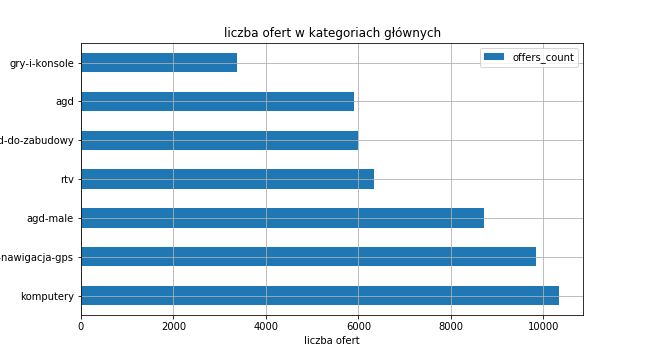 liczba ofert w kategoriach głównych
offers_count
gry-i-konsole
agd
d-do-zabudowy
rtv
agd-male
-nawigacja-gps
komputery
0 2000 4000 6000 8000 10000
liczba ofert